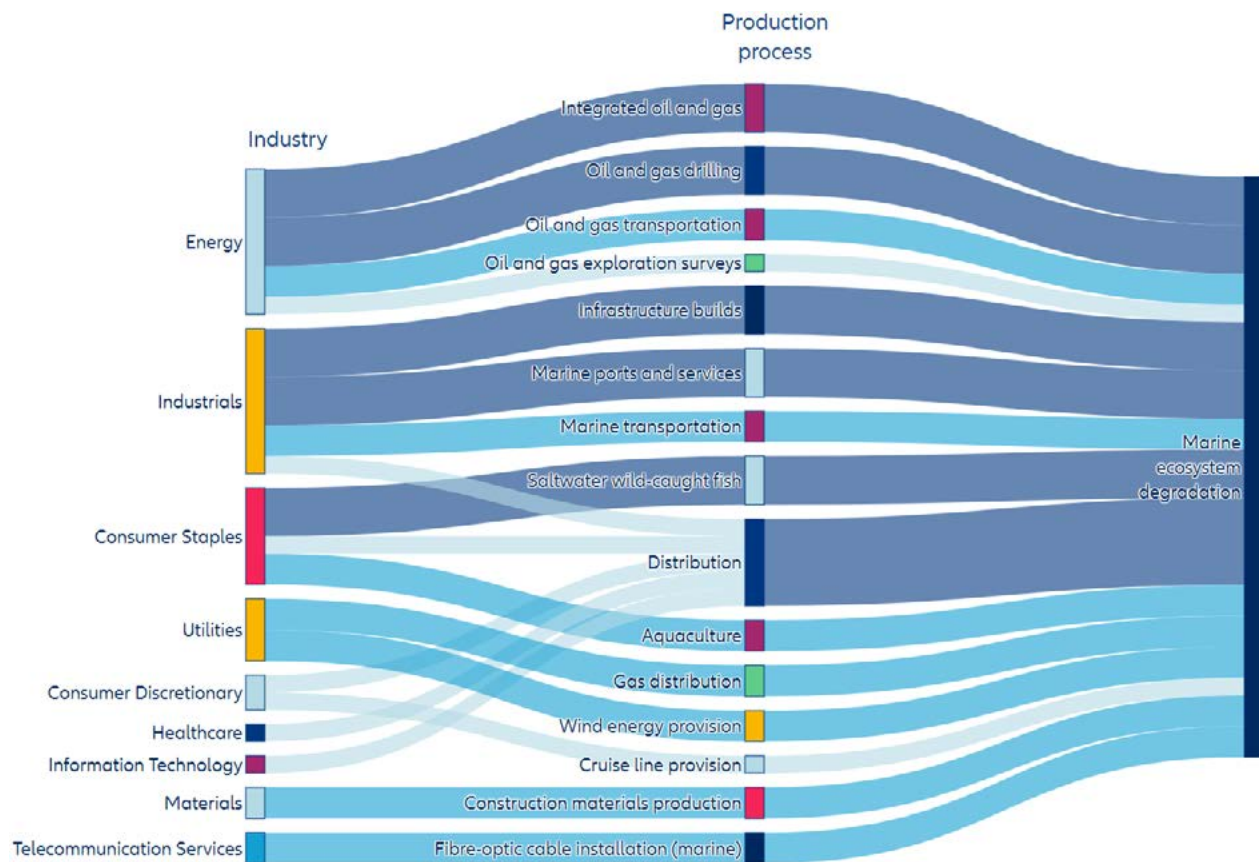 Production
process
Industry
Integrated oil and gas
Oil and gas drilling
Oil and gas transportation
Energy
Oil and gas exploration surveys
Infrastructure builds
Marine ports and services
Industrials
Marine transportation
Marine
ecosystem
degradation
Saltwater wild-caught fish
Consumer Staples
Distribution
Utilities
Aquaculture
Gas distribution
Consumer Discretionary
Wind energy provision
Healthcare
Information Technology
Cruise line provision
Materials
Construction materials production
Telecommunication Services
Fibre-optic cable installation (marine)